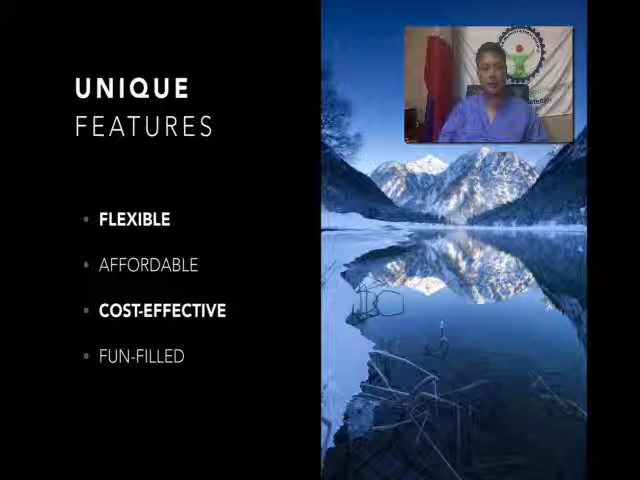 UNIQUE
FEATURES
• FLEXIBLE
• AFFORDABLE
• COST-EFFECTIVE
• FUN-FILLED